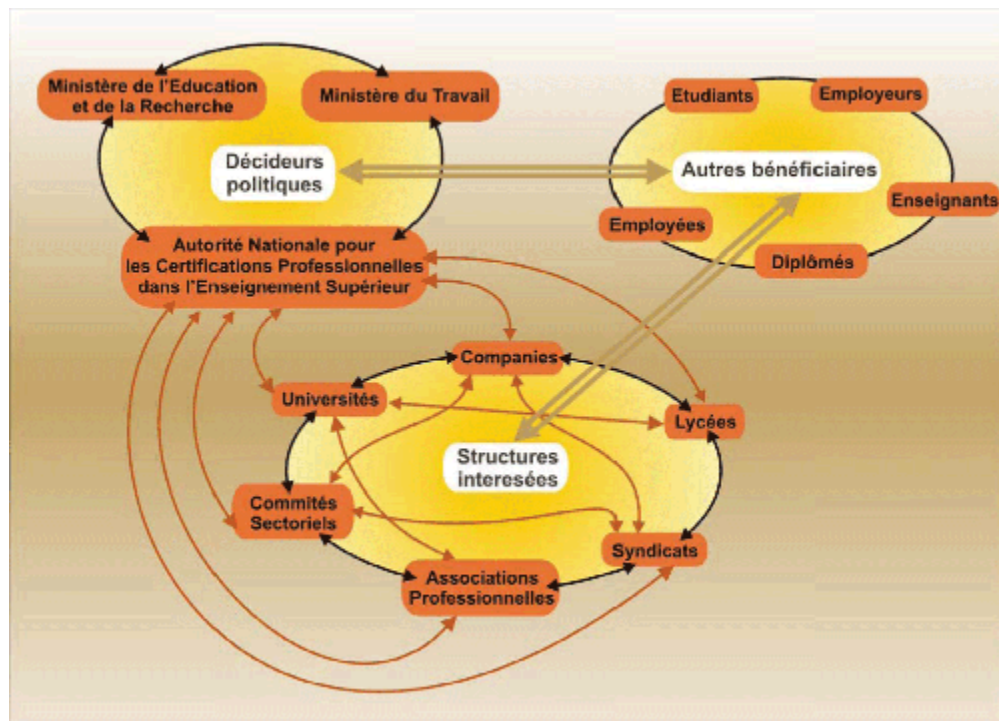 Ministère de l'Education
et de la Recherche
Ministère du Travail
Décideurs
politiques
Autorité Nationale pour
les Certifications Professionnelles
dans l'Enseignement Supérieur
Etudiants
Employeurs
Autres bénéficiaires
Enseignants
Employées
Diplômés
Companies
Universités
Lycées
Structures
interesées
Commités
Sectoriels
Syndicats
Associations
Professionnelles